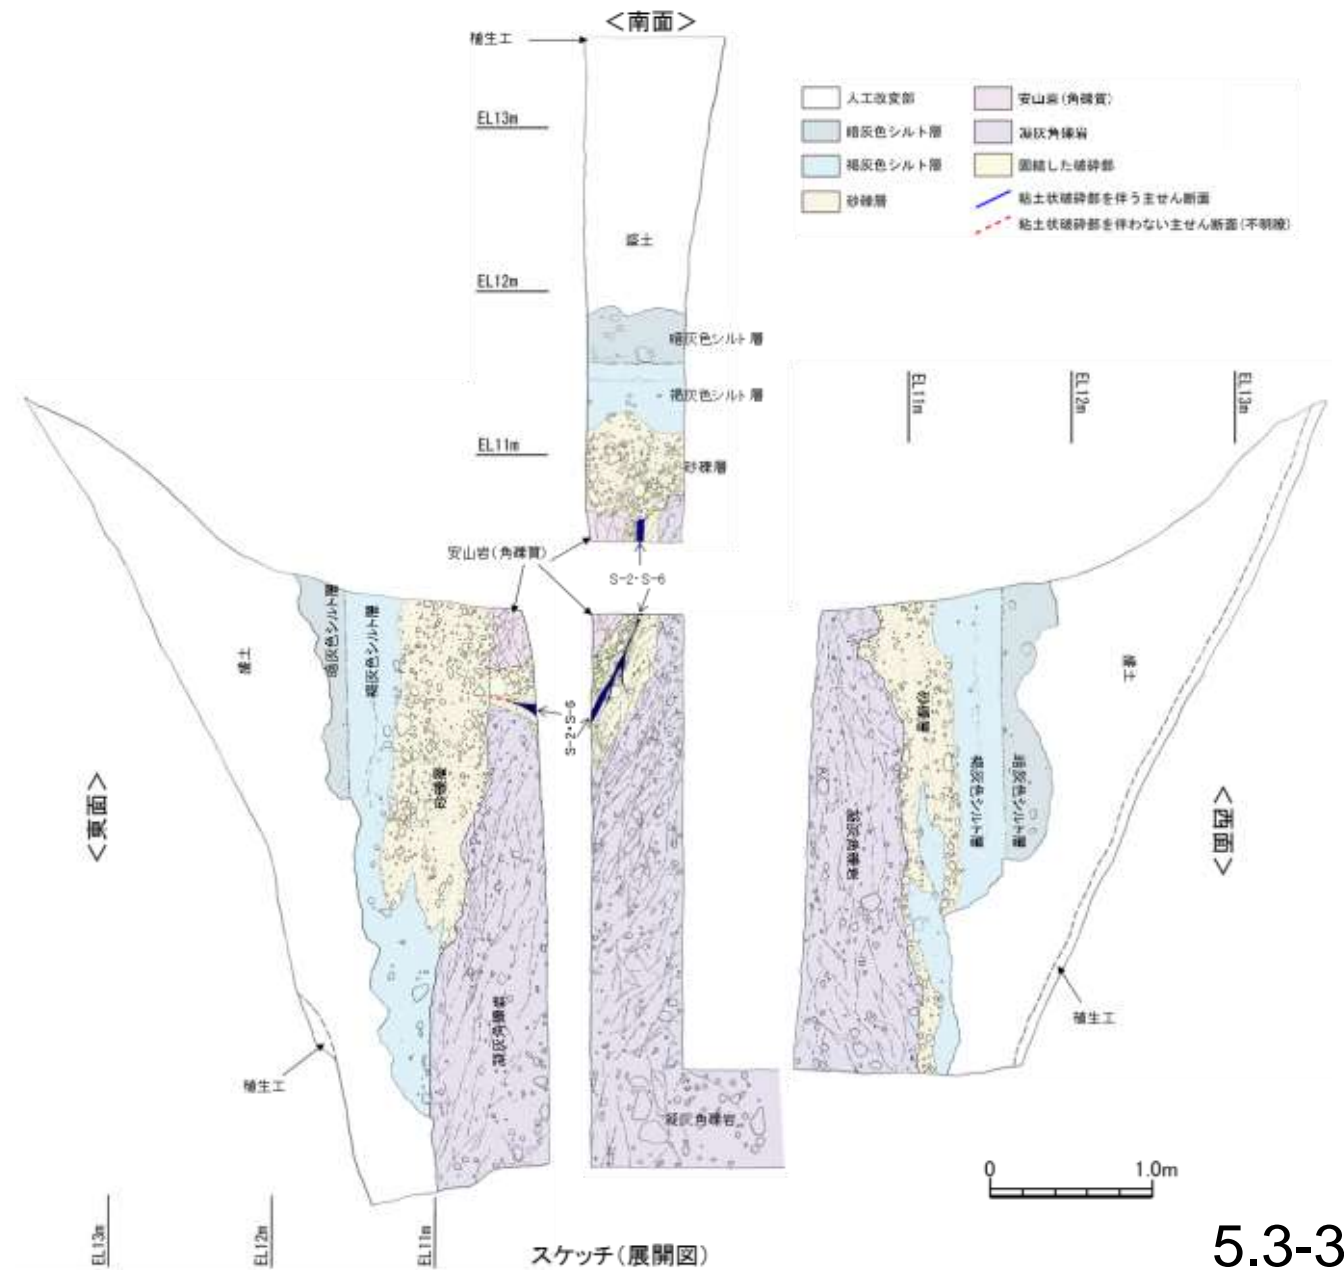 ＜南面＞
植生工
EL13m
EL12m
EL11m
盛土
暗灰色シルト層
褐灰色シルト層
砂礫層
安山岩(角礫質)
S-2・S-6
人工改変部
暗灰色シルト層
褐灰色シルト層
砂礫層
安山岩(角礫質)
凝灰角礫岩
固結した破砕部
粘土状破砕部を伴う主せん断面
粘土状破砕部を伴わない主せん断面(不明瞭)
＜東面＞
盛土
暗灰色シルト層
褐灰色シルト層
砂礫層
凝灰角礫岩
植生工
S-2・S-6
EL13m
EL12m
EL11m
凝灰角礫岩
EL11m
EL12m
EL13m
凝灰角礫岩
砂礫層
褐灰色シルト層
暗灰色シルト層
盛土
＜西面＞
植生工
0 1.0m
スケッチ(展開図)
5.3-3